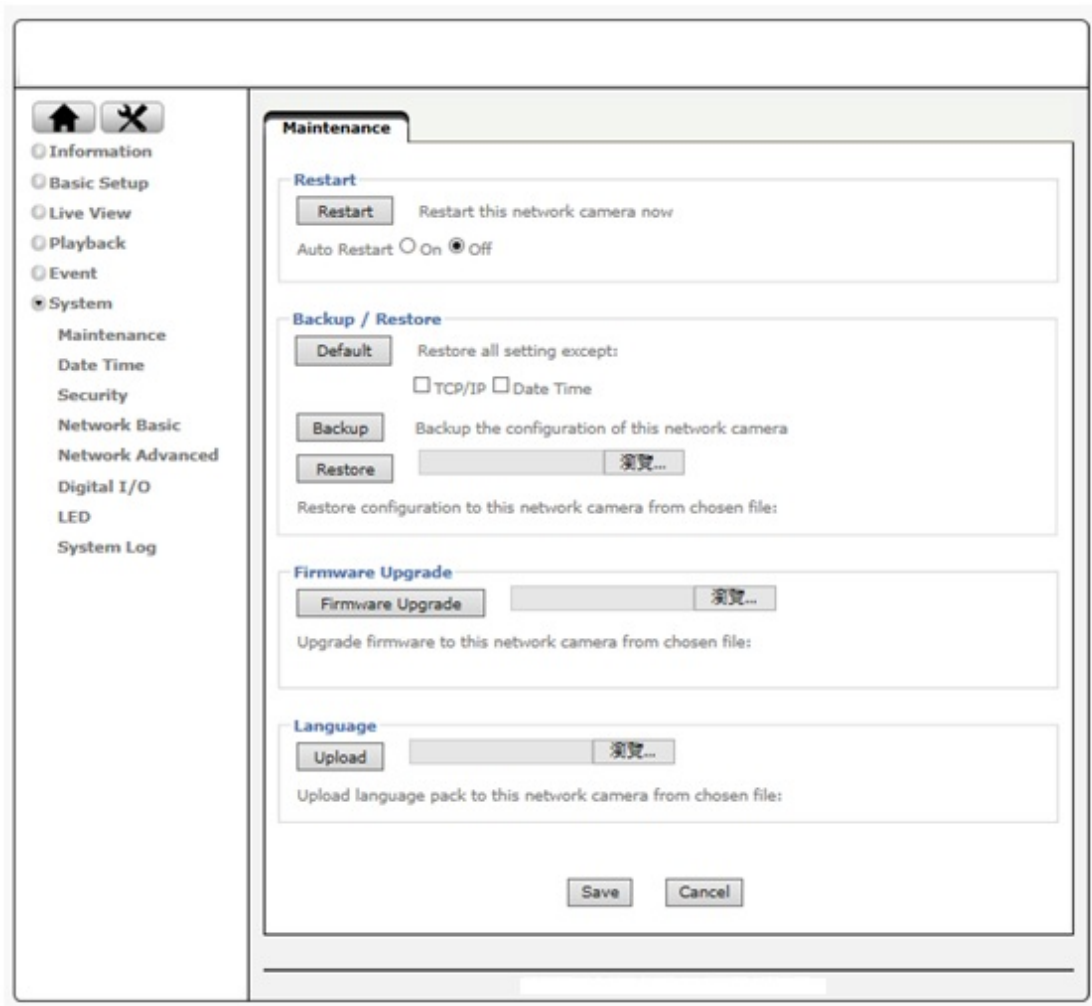 Information
Basic Setup
Live View
Playback
Event
System
Maintenance
Date Time
Security
Network Basic
Network Advanced
Digital I/O
LED
System Log
Maintenance
Restart
Restart Restart this network camera now
Auto Restart On Off
Backup / Restore
Default Restore all setting except:
TCP/IP Date Time
Backup Backup the configuration of this network camera
Restore 瀏覽...
Restore configuration to this network camera from chosen file:
Firmware Upgrade
Firmware Upgrade 瀏覽...
Upgrade firmware to this network camera from chosen file:
Language
Upload 瀏覽...
Upload language pack to this network camera from chosen file:
Save Cancel